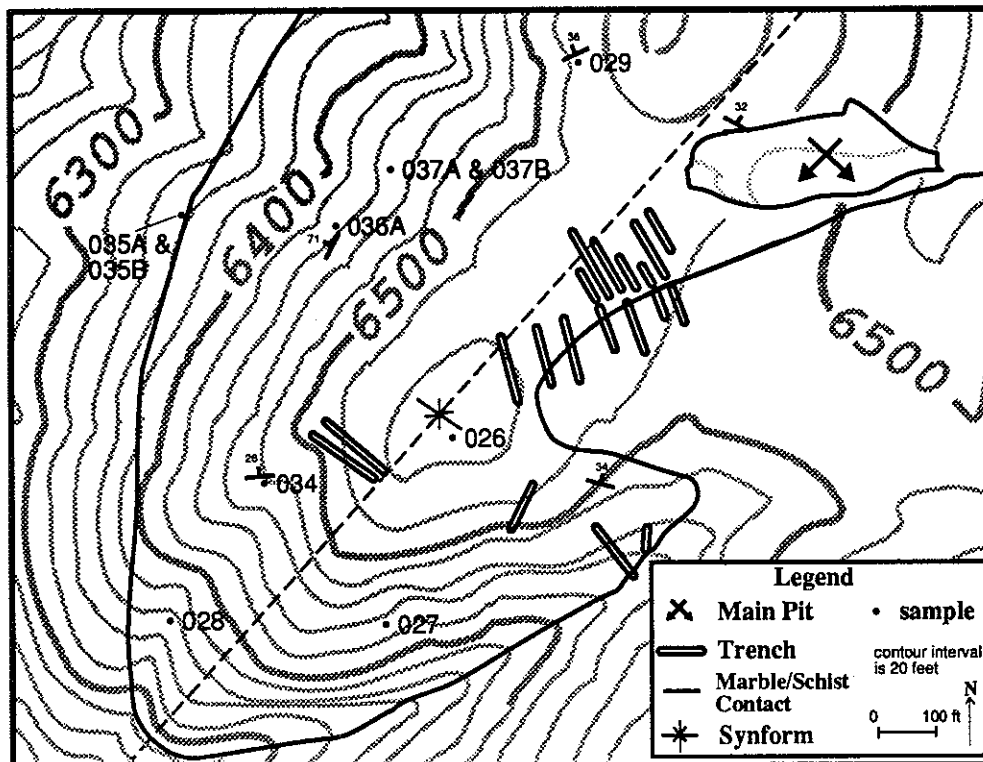 36
029
32
6300
037A & 037B
036A
71
035A &
035B
6400
6500
6500
026
28
034
34
028
027
Legend
Main Pit
• sample
Trench
contour interval
is 20 feet
Marble/Schist
Contact
N
0 100 ft
Synform